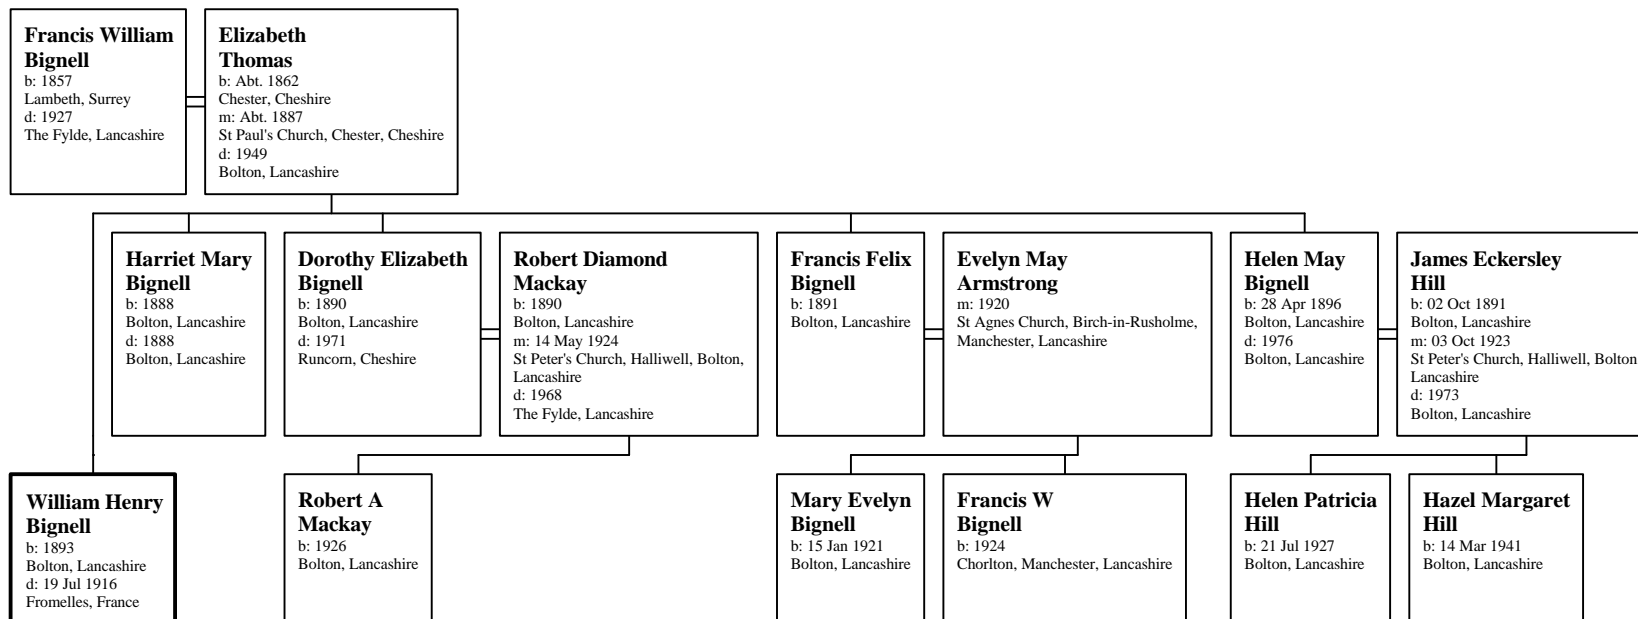 Francis William
Bignell
b: 1857
Lambeth, Surrey
d: 1927
The Fylde, Lancashire
Elizabeth
Thomas
b: Abt. 1862
Chester, Cheshire
m: Abt. 1887
St Paul's Church, Chester, Cheshire
d: 1949
Bolton, Lancashire
Harriet Mary
Bignell
b: 1888
Bolton, Lancashire
d: 1888
Bolton, Lancashire
Dorothy Elizabeth
Bignell
b: 1890
Bolton, Lancashire
d: 1971
Runcorn, Cheshire
Robert Diamond
Mackay
b: 1890
Bolton, Lancashire
m: 14 May 1924
St Peter's Church, Halliwell, Bolton,
Lancashire
d: 1968
The Fylde, Lancashire
Francis Felix
Bignell
b: 1891
Bolton, Lancashire
Evelyn May
Armstrong
m: 1920
St Agnes Church, Birch-in-Rusholme,
Manchester, Lancashire
Helen May
Bignell
b: 28 Apr 1896
Bolton, Lancashire
d: 1976
Bolton, Lancashire
James Eckersley
Hill
b: 02 Oct 1891
Bolton, Lancashire
m: 03 Oct 1923
St Peter's Church, Halliwell, Bolton
Lancashire
d: 1973
Bolton, Lancashire
William Henry
Bignell
b: 1893
Bolton, Lancashire
d: 19 Jul 1916
Fromelles, France
Robert A
Mackay
b: 1926
Bolton, Lancashire
Mary Evelyn
Bignell
b: 15 Jan 1921
Bolton, Lancashire
Francis W
Bignell
b: 1924
Chorlton, Manchester, Lancashire
Helen Patricia
Hill
b: 21 Jul 1927
Bolton, Lancashire
Hazel Margaret
Hill
b: 14 Mar 1941
Bolton, Lancashire